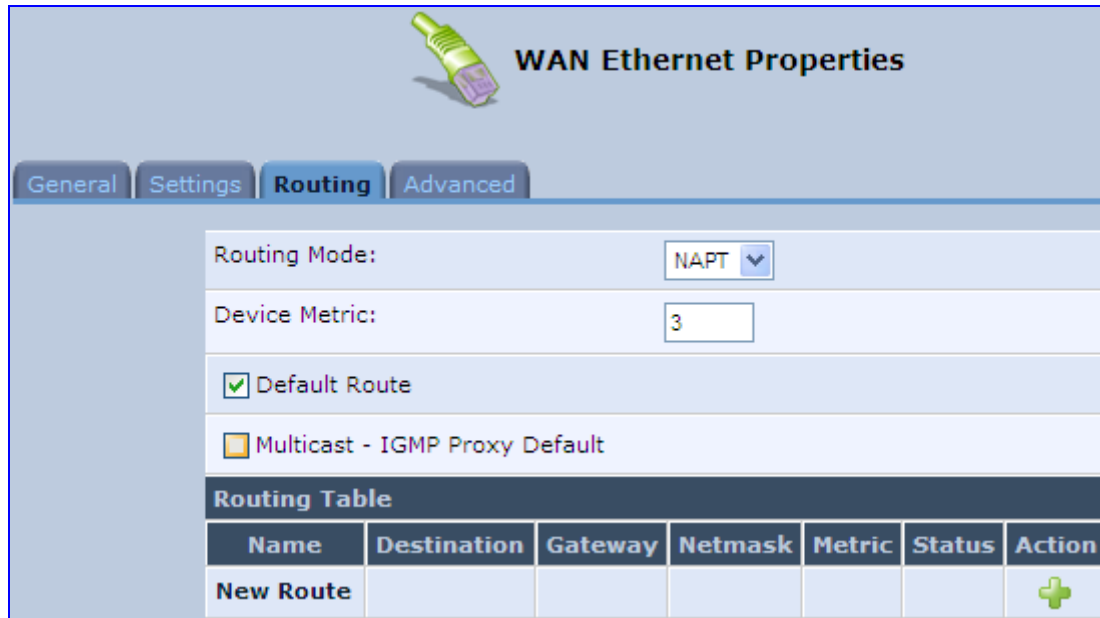 WAN Ethernet Properties
General Settings Routing Advanced
Routing Mode: NAPT
Device Metric: 3
Default Route
Multicast - IGMP Proxy Default
Routing Table
Name Destination Gateway Netmask Metric Status Action
New Route